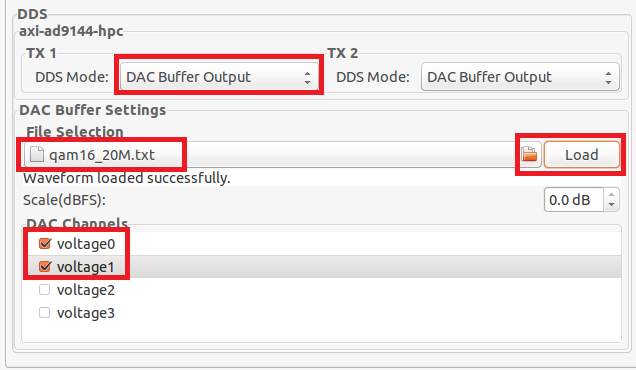 DDS
axi-ad9144-hpc
TX 1
TX 2
DDS Mode: DAC Buffer Output
DDS Mode: DAC Buffer Output
DAC Buffer Settings
File Selection
qam16_20M.txt
Load
Waveform loaded successfully.
Scale(dBFS): 0.0 dB
DAC Channels
voltage0
voltage1
voltage2
voltage3